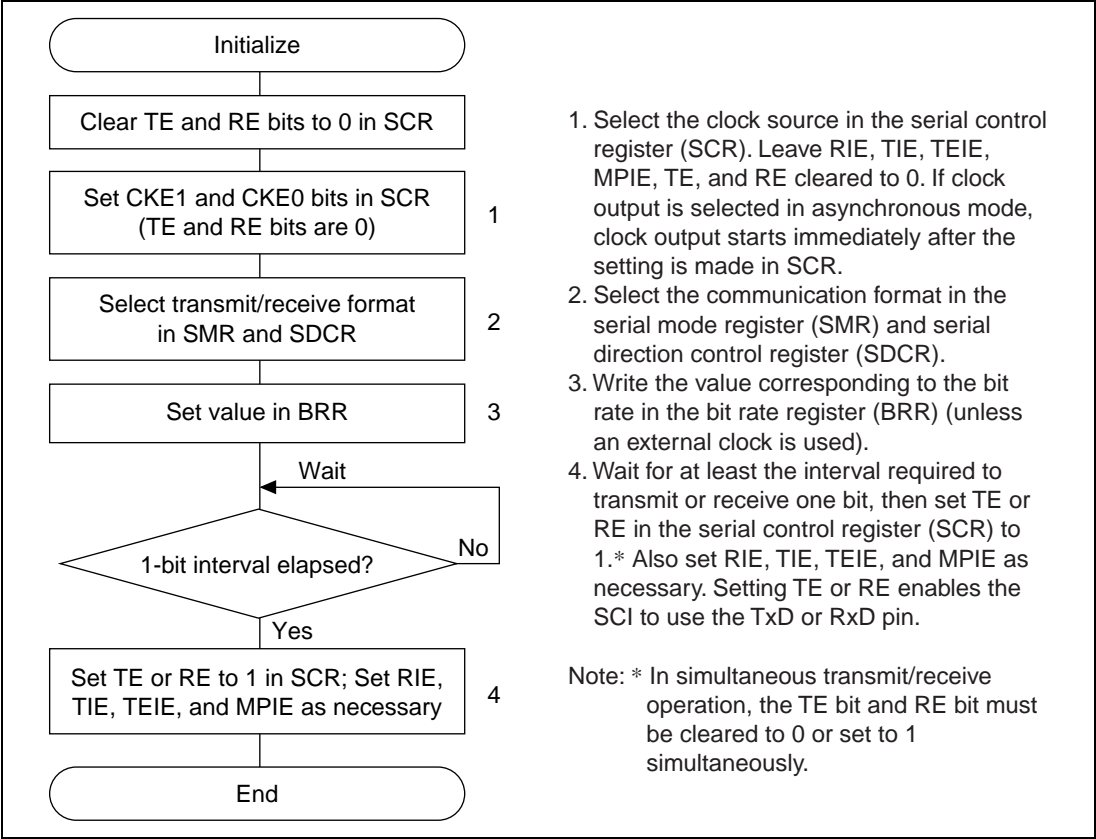 Initialize
Clear TE and RE bits to 0 in SCR
Set CKE1 and CKE0 bits in SCR
(TE and RE bits are 0)
1
Select transmit/receive format
in SMR and SDCR
2
Set value in BRR
3
Wait
1-bit interval elapsed?
No
Yes
Set TE or RE to 1 in SCR; Set RIE,
TIE, TEIE, and MPIE as necessary
4
End
1. Select the clock source in the serial control
register (SCR). Leave RIE, TIE, TEIE,
MPIE, TE, and RE cleared to 0. If clock
output is selected in asynchronous mode,
clock output starts immediately after the
setting is made in SCR.
2. Select the communication format in the
serial mode register (SMR) and serial
direction control register (SDCR).
3. Write the value corresponding to the bit
rate in the bit rate register (BRR) (unless
an external clock is used).
4. Wait for at least the interval required to
transmit or receive one bit, then set TE or
RE in the serial control register (SCR) to
1.* Also set RIE, TIE, TEIE, and MPIE as
necessary. Setting TE or RE enables the
SCI to use the TxD or RxD pin.
Note: * In simultaneous transmit/receive
operation, the TE bit and RE bit must
be cleared to 0 or set to 1
simultaneously.